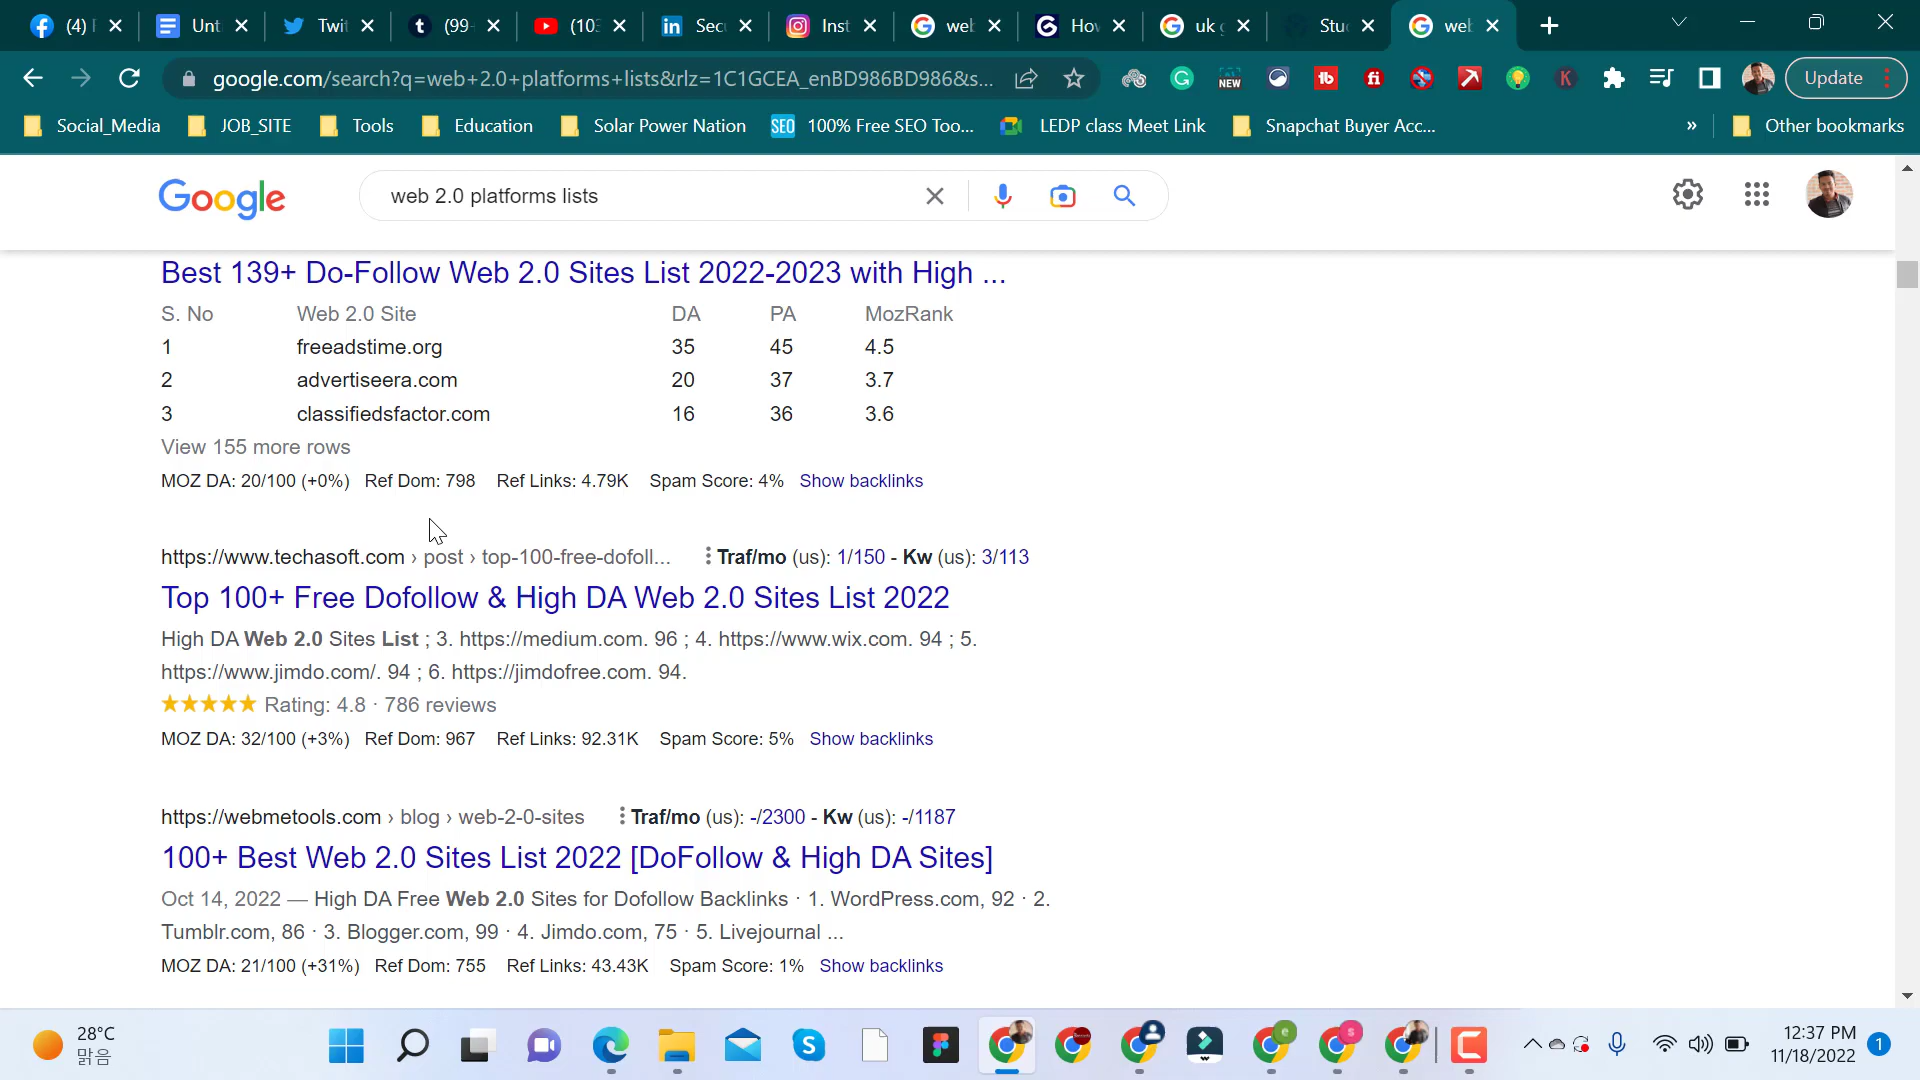 (4)
Unt
Twit
(99
(103
Sec
Inst
web
How
uk g
Stu
web
google.com/search?q=web+2.0+platforms+lists&rlz=1C1GCEA_enBD986BD986&s...
NEW
Update
Social_Media
JOB_SITE
Tools
Education
Solar Power Nation
SEO 100% Free SEO Too...
LEDP class Meet Link
Snapchat Buyer Acc...
»
Other bookmarks
Google
web 2.0 platforms lists
Best 139+ Do-Follow Web 2.0 Sites List 2022-2023 with High ...
S. No Web 2.0 Site DA PA MozRank
1 freeadstime.org 35 45 4.5
2 advertiseera.com 20 37 3.7
3 classifiedsfactor.com 16 36 3.6
View 155 more rows
MOZ DA: 20/100 (+0%) Ref Dom: 798 Ref Links: 4.79K Spam Score: 4% Show backlinks
https://www.techasoft.com › post › top-100-free-dofoll... Traf/mo (us): 1/150 - Kw (us): 3/113
Top 100+ Free Dofollow & High DA Web 2.0 Sites List 2022
High DA Web 2.0 Sites List ; 3. https://medium.com. 96 ; 4. https://www.wix.com. 94 ; 5.
https://www.jimdo.com/. 94 ; 6. https://jimdofree.com. 94.
Rating: 4.8 · 786 reviews
MOZ DA: 32/100 (+3%) Ref Dom: 967 Ref Links: 92.31K Spam Score: 5% Show backlinks
https://webmetools.com › blog › web-2-0-sites Traf/mo (us): -/2300 - Kw (us): -/1187
100+ Best Web 2.0 Sites List 2022 [DoFollow & High DA Sites]
Oct 14, 2022 — High DA Free Web 2.0 Sites for Dofollow Backlinks · 1. WordPress.com, 92 · 2.
Tumblr.com, 86 · 3. Blogger.com, 99 · 4. Jimdo.com, 75 · 5. Livejournal ...
MOZ DA: 21/100 (+31%) Ref Dom: 755 Ref Links: 43.43K Spam Score: 1% Show backlinks
28°C
맑음
12:37 PM
11/18/2022
1